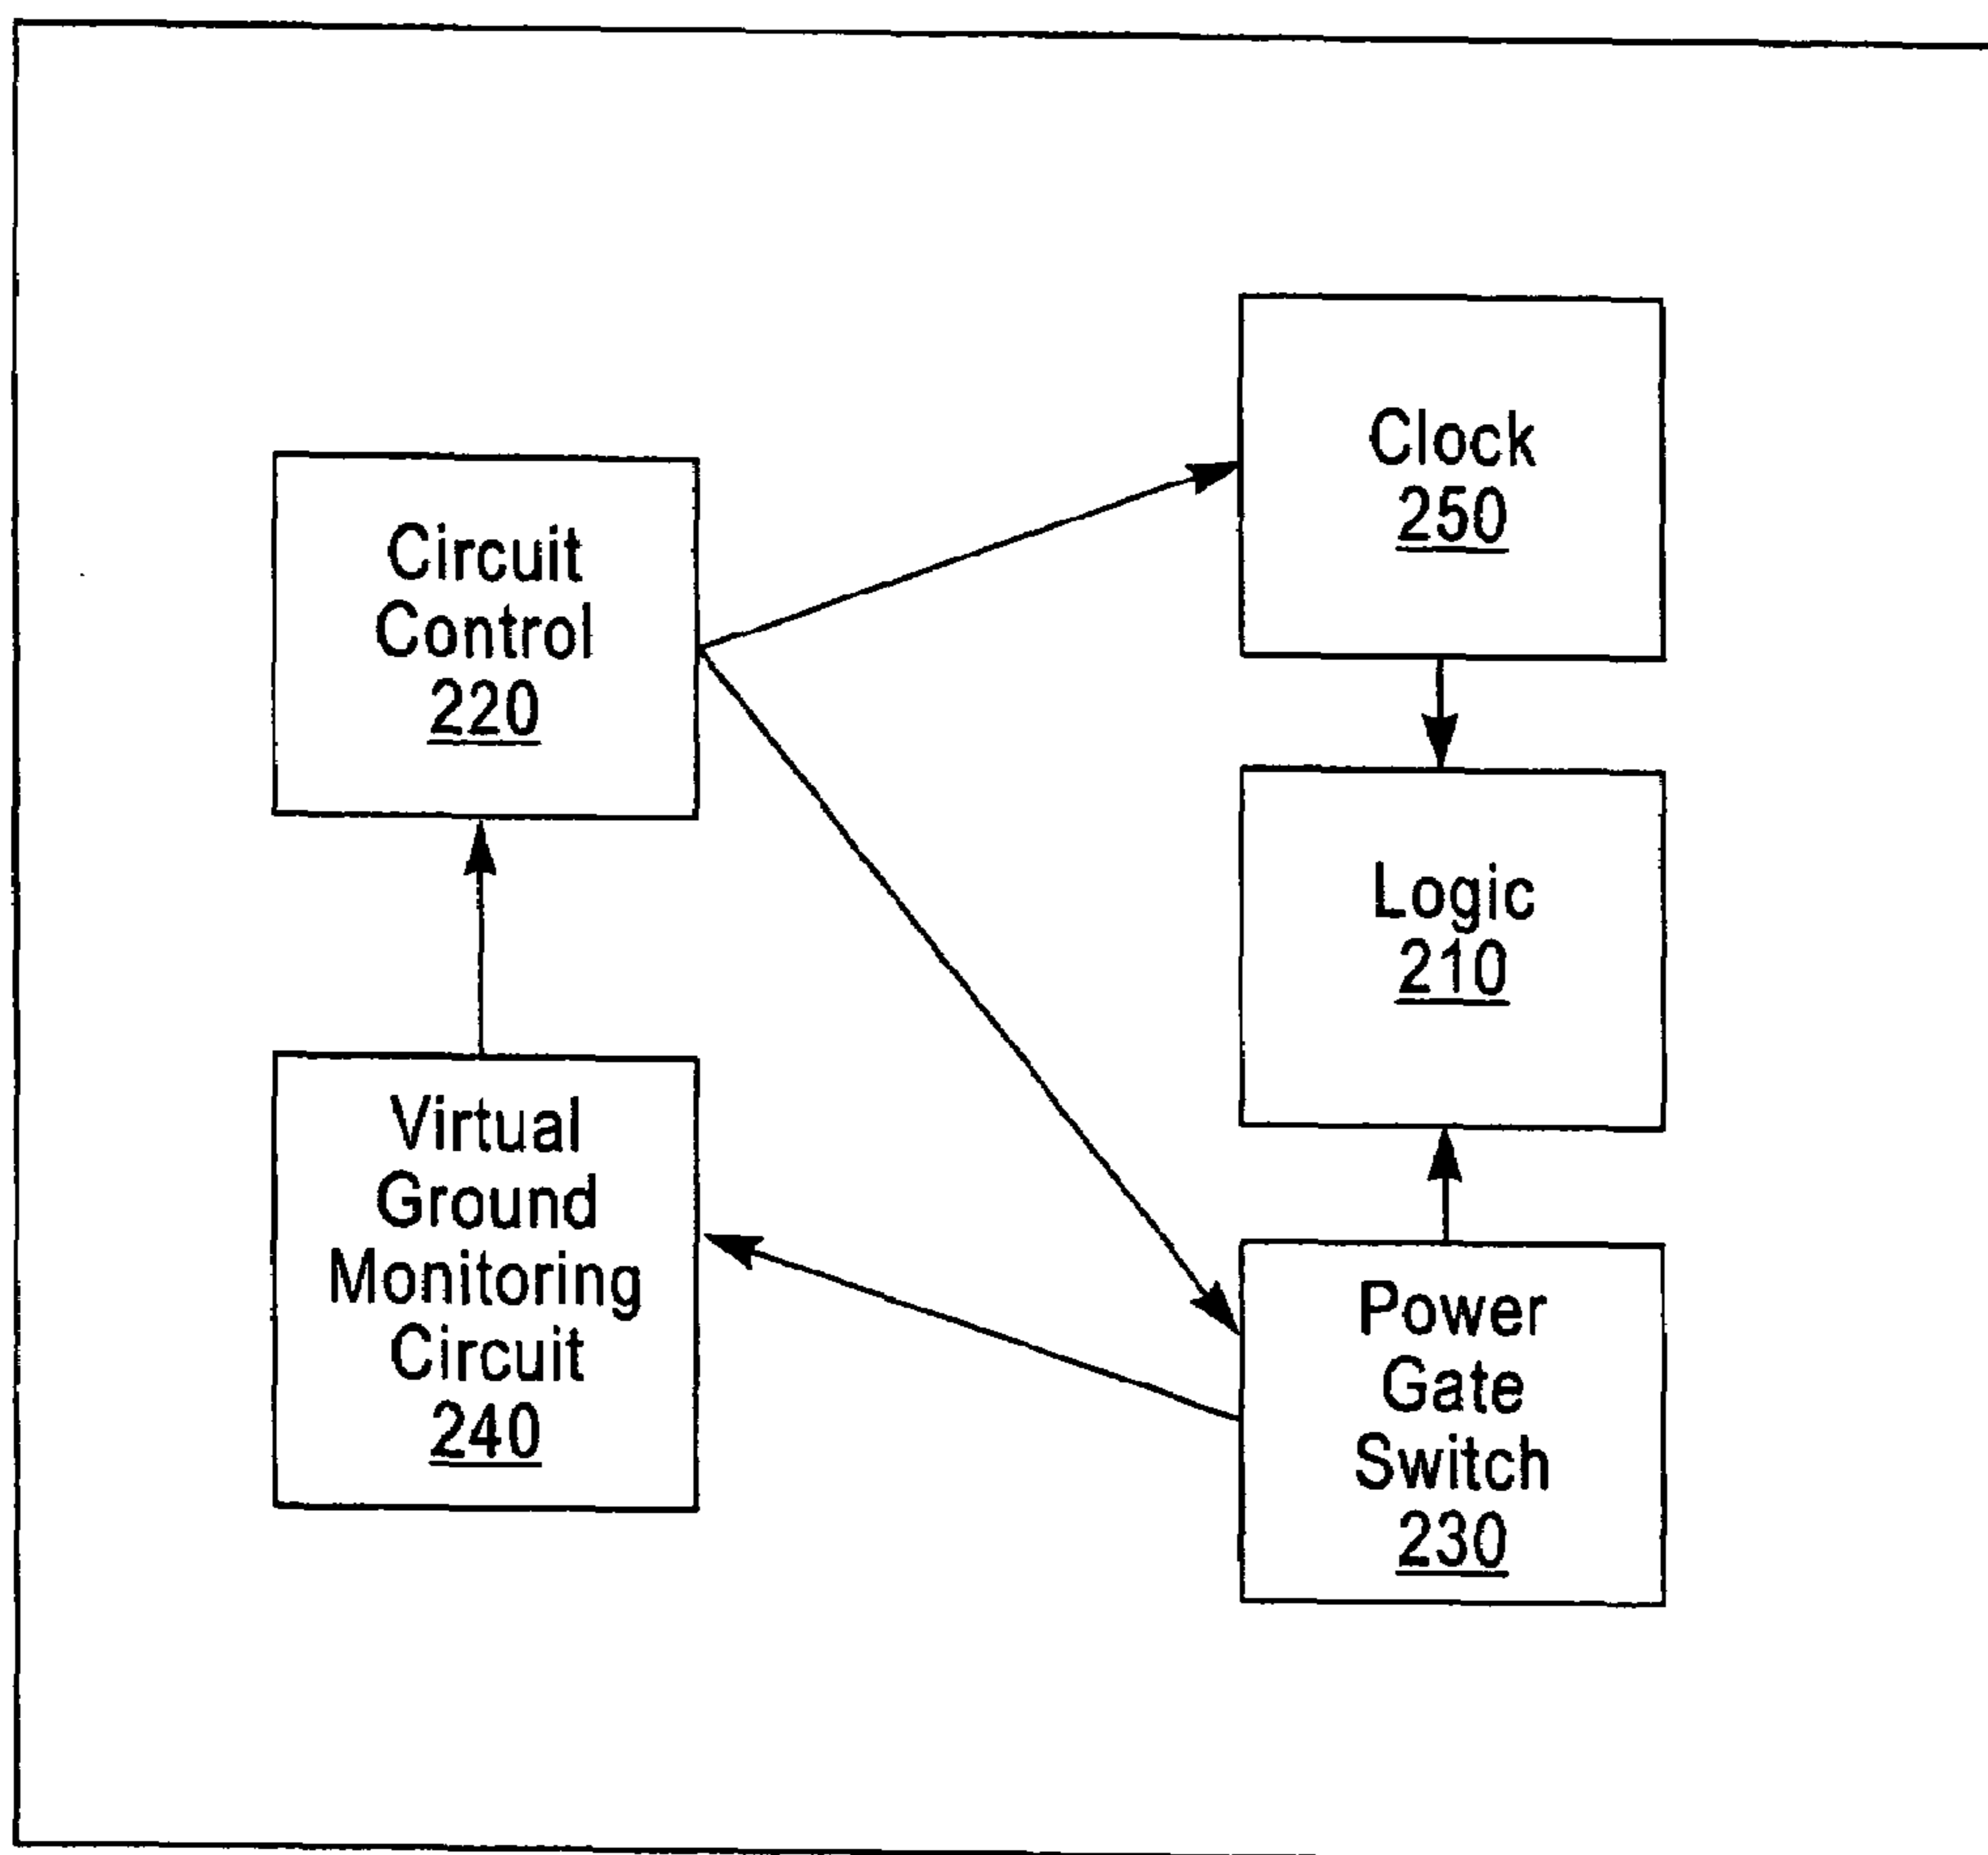 Clock
250
Circuit
Control
220
Logic
210
Virtual
Ground
Monitoring
Circuit
240
Power
Gate
Switch
230